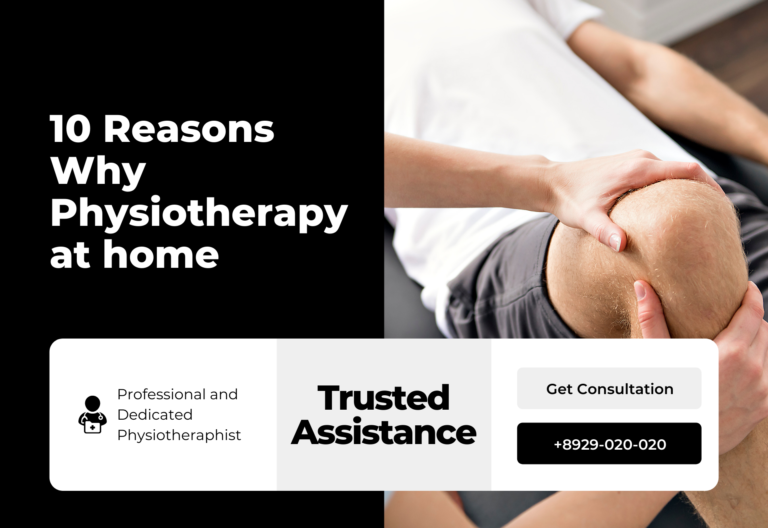 10 Reasons
Why
Physiotherapy
at home
Professional and
Dedicated
Physiotheraphist
Trusted
Assistance
Get Consultation
+8929-020-020